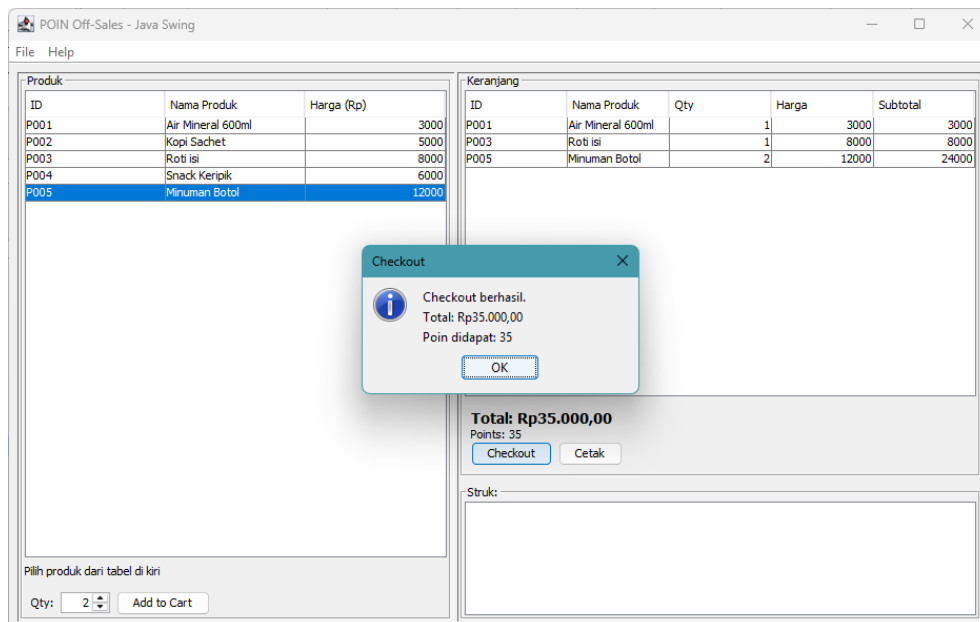 POIN Off-Sales - Java Swing
File Help
Produk
ID Nama Produk Harga (Rp)
P001 Air Mineral 600ml 3000
P002 Kopi Sachet 5000
P003 Roti isi 8000
P004 Snack Keripik 6000
P005 Minuman Botol 12000
Pilih produk dari tabel di kiri
Qty: 2 Add to Cart
Keranjang
ID Nama Produk Qty Harga Subtotal
P001 Air Mineral 600ml 1 3000 3000
P003 Roti isi 1 8000 8000
P005 Minuman Botol 2 12000 24000
Checkout
Checkout berhasil.
Total: Rp35.000,00
Poin didapat: 35
OK
Total: Rp35.000,00
Points: 35
Checkout Cetak
Struk: